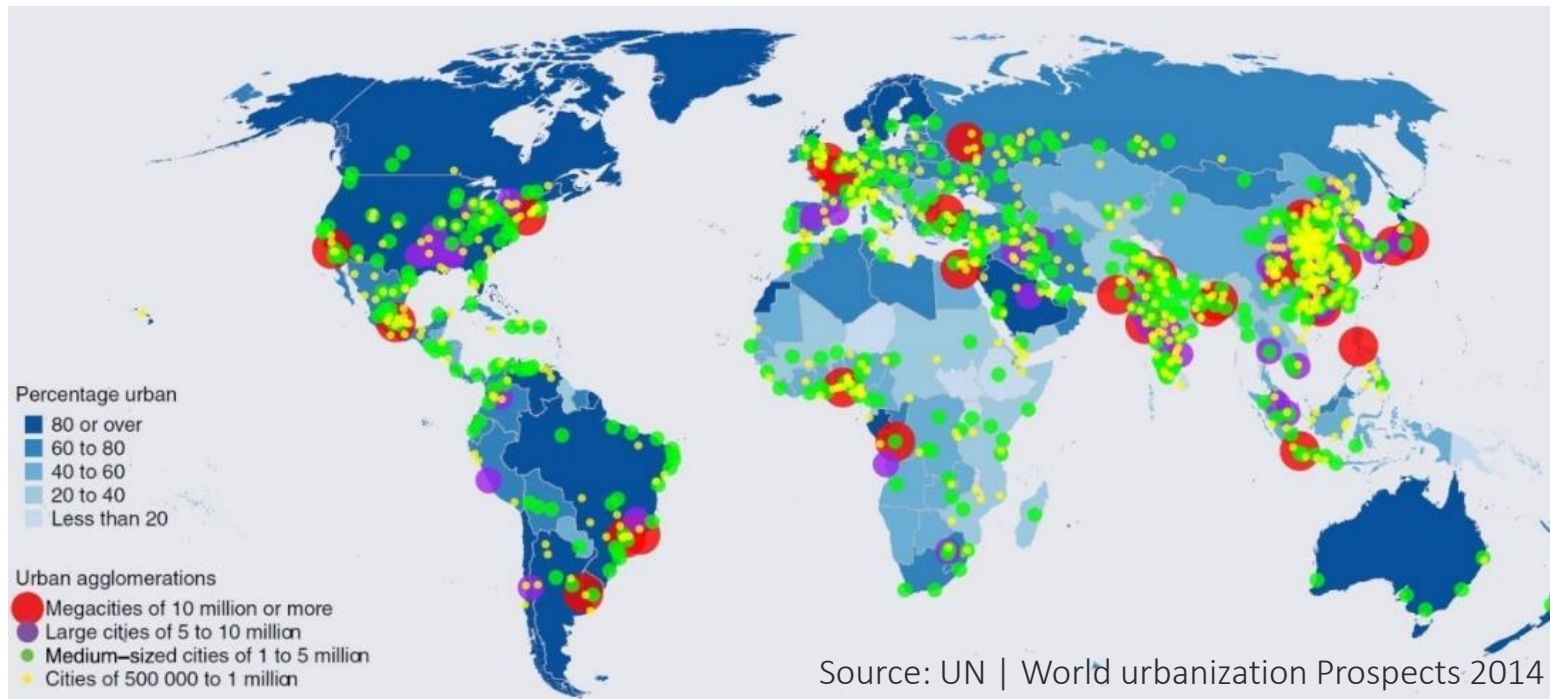 Percentage urban
80 or over
60 to 80
40 to 60
20 to 40
Less than 20
Urban agglomerations
Megacities of 10 million or more
Large cities of 5 to 10 million
Medium–sized cities of 1 to 5 million
Cities of 500 000 to 1 million
Source: UN | World urbanization Prospects 2014